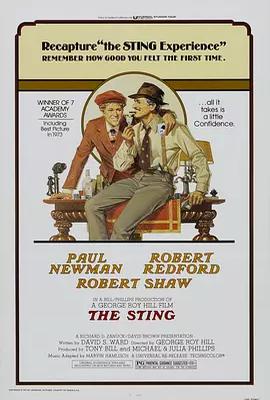 Recapture "the STING Experience"
REMEMBER HOW GOOD YOU FELT THE FIRST TIME.
WINNER OF 7
ACADEMY
AWARDS
Including
Best Picture
in 1973
...all it
takes is
a little
Confidence.
PAUL
NEWMAN
ROBERT
REDFORD
ROBERT SHAW
IN A BILL/PHILLIPS PRODUCTION OF
A GEORGE ROY HILL FILM
THE STING
A RICHARD D. ZANUCK/DAVID BROWN PRESENTATION
Written by DAVID S. WARD Directed by GEORGE ROY HILL
Produced by TONY BILL and MICHAEL & JULIA PHILLIPS
Music Adapted by MARVIN HAMLISCH A UNIVERSAL RE-RELEASE TECHNICOLOR®
PG PARENTAL GUIDANCE SUGGESTED